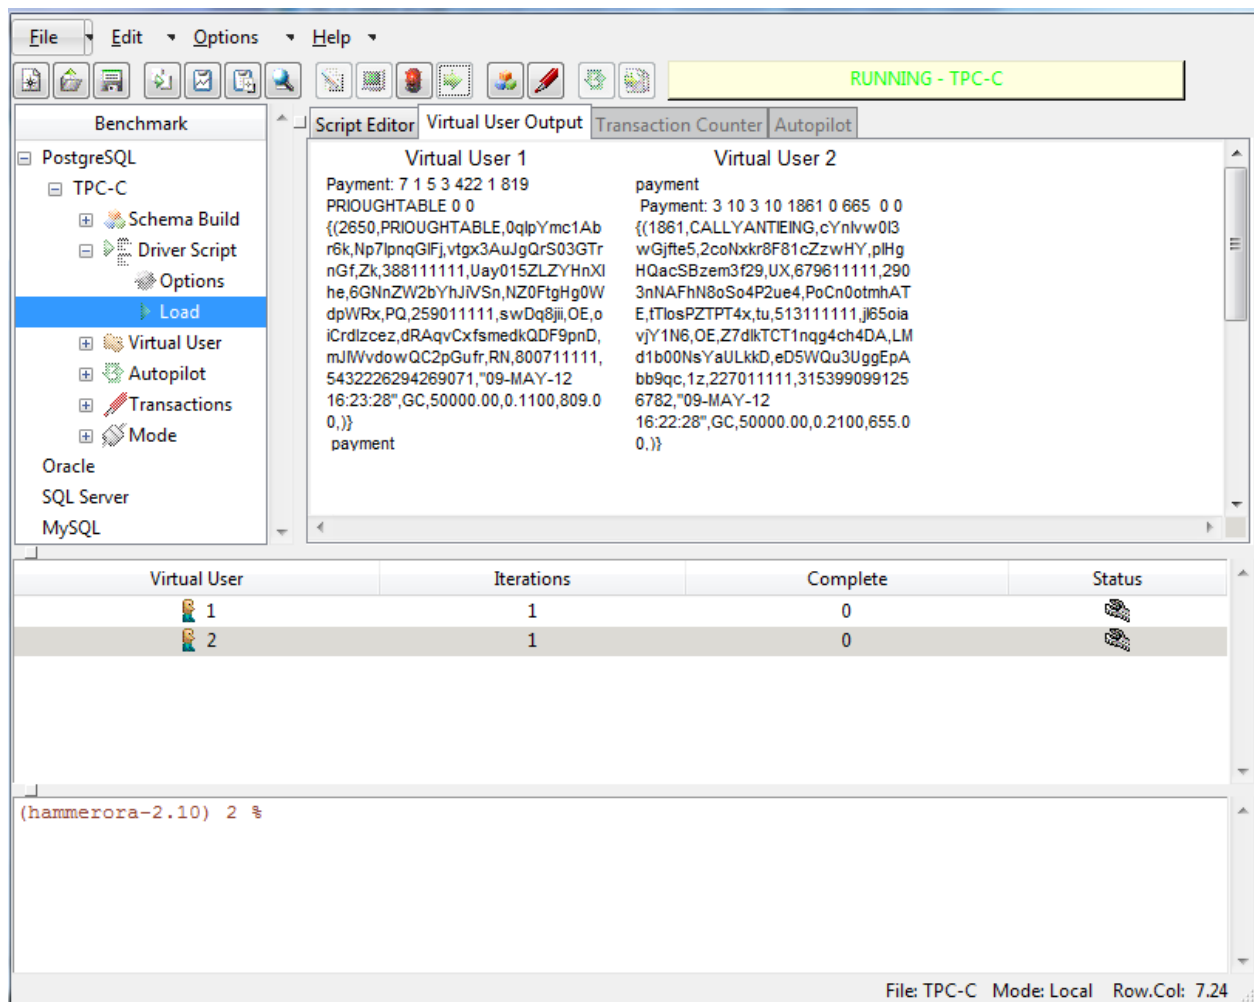 File Edit Options Help
RUNNING - TPC-C
Benchmark
PostgreSQL
TPC-C
Schema Build
Driver Script
Options
Load
Virtual User
Autopilot
Transactions
Mode
Oracle
SQL Server
MySQL
Script Editor Virtual User Output Transaction Counter Autopilot
Virtual User 1
Payment: 7 1 5 3 422 1 819
PRIOUGHTABLE 0 0
{(2650,PRIOUGHTABLE,0qlpYmc1Ab
r6k,Np7lpnqGlFj,vtgx3AuJgQrS03GTr
nGf,Zk,388111111,Uay015ZLZYHnXl
he,6GNnZW2bYhJiVSn,NZ0FtgHg0W
dpWRx,PQ,259011111,swDq8jii,OE,o
iCrdlzcez,dRAqvCxfsmedkQDF9pnD,
mJlWvdowQC2pGufr,RN,800711111,
5432226294269071,"09-MAY-12
16:23:28",GC,50000.00,0.1100,809.0
0,)}
payment
Virtual User 2
payment
Payment: 3 10 3 10 1861 0 665 0 0
{(1861,CALLYANTIEING,cYnlvw0l3
wGjfte5,2coNxkr8F81cZzwHY,plHg
HQacSBzem3f29,UX,679611111,290
3nNAFhN8oSo4P2ue4,PoCn0otmhAT
E,tTlosPZTPT4x,tu,513111111,jl65oia
vjY1N6,OE,Z7dlkTCT1nqg4ch4DA,LM
d1b00NsYaULkkD,eD5WQu3UggEpA
bb9qc,1z,227011111,315399099125
6782,"09-MAY-12
16:22:28",GC,50000.00,0.2100,655.0
0,)}
Virtual User Iterations Complete Status
1 1 0
2 1 0
(hammerora-2.10) 2 %
File: TPC-C Mode: Local Row.Col: 7.24